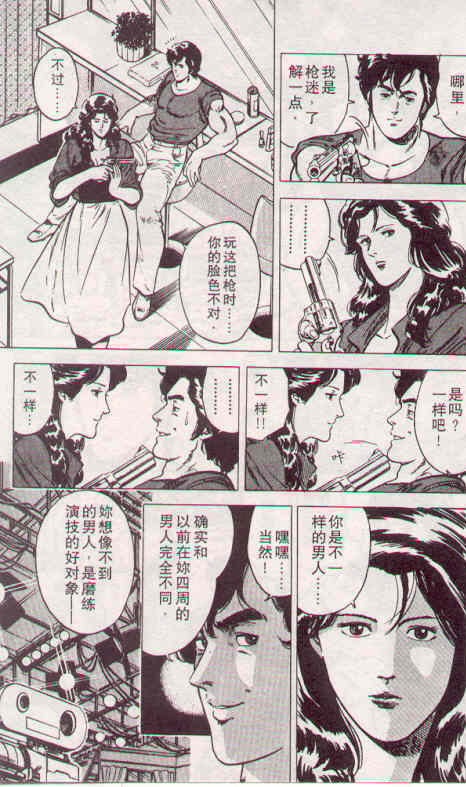 哪里，
我是
枪迷，了
解一点，
…………
不过……
玩这把枪时……
你的脸色不对．
是吗？
一样吧！
咔
不一样！！
…………
…………
不一样…
你是不一
样的男人……
嘿嘿……
当然！
确实和
以前在妳四周的
男人完全不同．
妳想像不到
的男人，是磨练
演技的好对象—